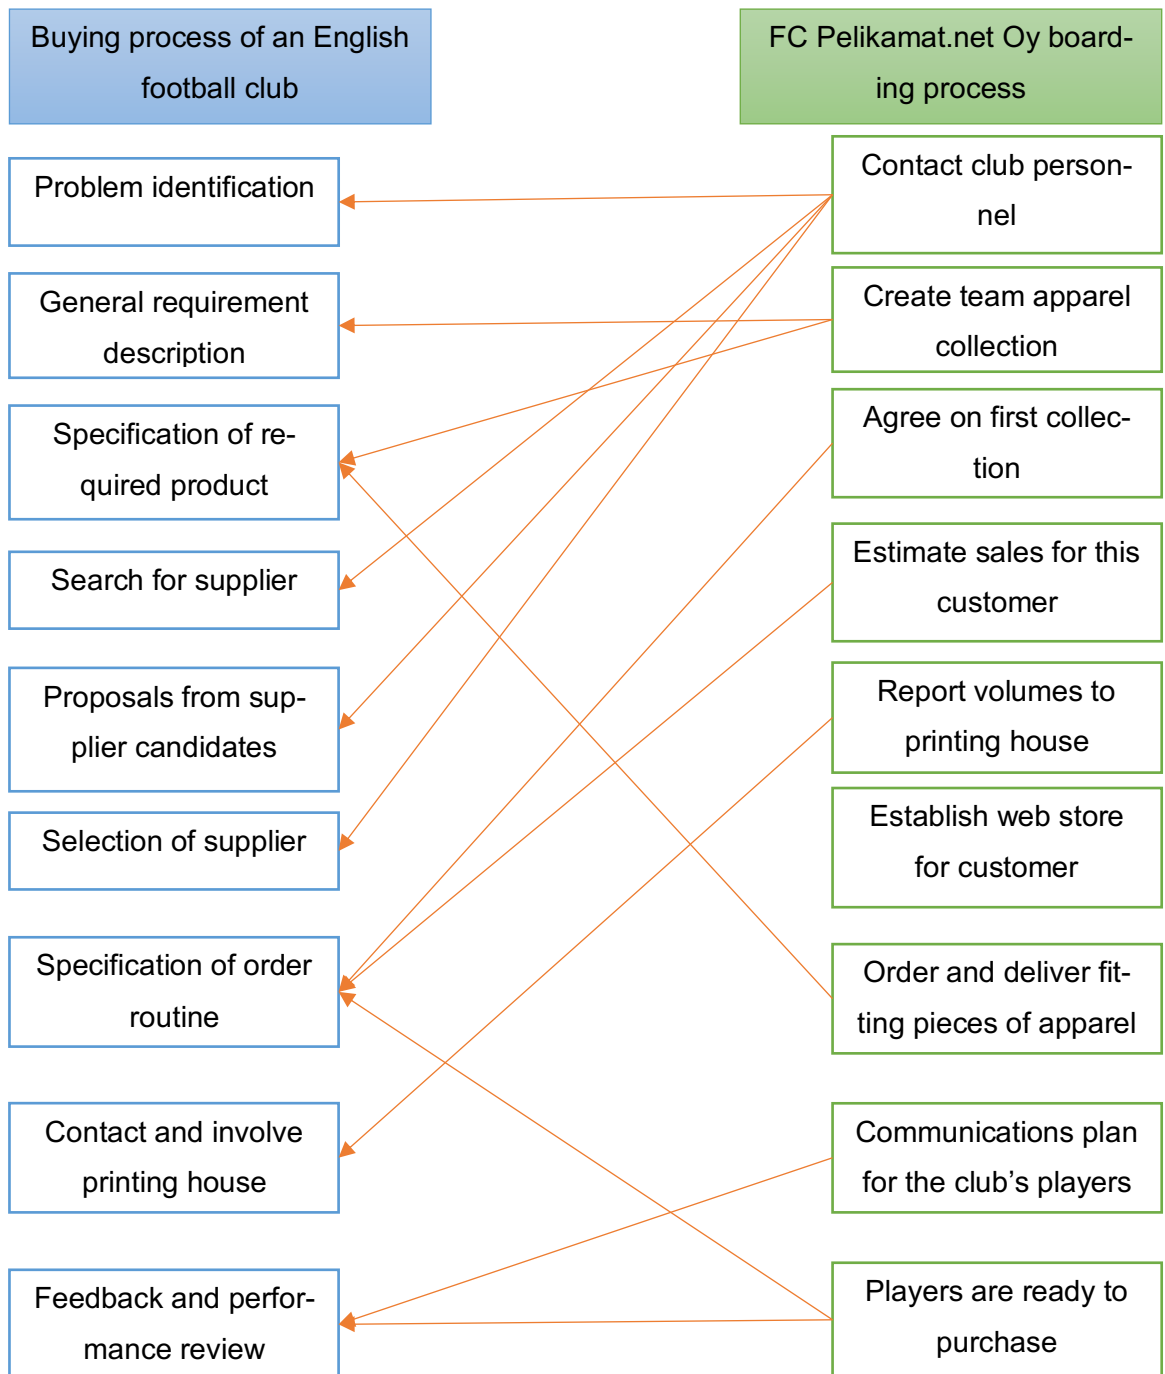 Buying process of an English
football club
FC Pelikamat.net Oy board-
ing process
Problem identification
General requirement
description
Specification of re-
quired product
Search for supplier
Proposals from sup-
plier candidates
Selection of supplier
Specification of order
routine
Contact and involve
printing house
Feedback and perfor-
mance review
Contact club person-
nel
Create team apparel
collection
Agree on first collec-
tion
Estimate sales for this
customer
Report volumes to
printing house
Establish web store
for customer
Order and deliver fit-
ting pieces of apparel
Communications plan
for the club’s players
Players are ready to
purchase